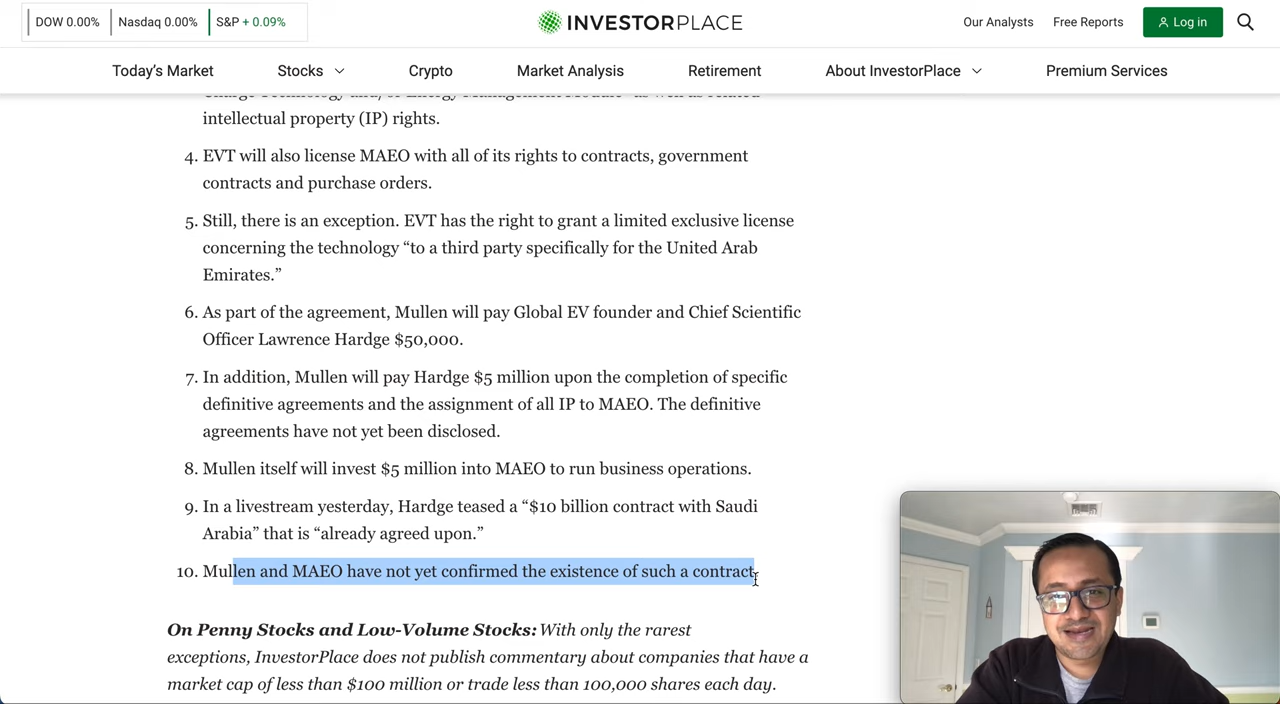 DOW 0.00% Nasdaq 0.00% S&P + 0.09%
INVESTORPLACE
Our Analysts Free Reports Log in
Today’s Market Stocks Crypto Market Analysis Retirement About InvestorPlace Premium Services
intellectual property (IP) rights.
4. EVT will also license MAEO with all of its rights to contracts, government
contracts and purchase orders.
5. Still, there is an exception. EVT has the right to grant a limited exclusive license
concerning the technology “to a third party specifically for the United Arab
Emirates.”
6. As part of the agreement, Mullen will pay Global EV founder and Chief Scientific
Officer Lawrence Hardge $50,000.
7. In addition, Mullen will pay Hardge $5 million upon the completion of specific
definitive agreements and the assignment of all IP to MAEO. The definitive
agreements have not yet been disclosed.
8. Mullen itself will invest $5 million into MAEO to run business operations.
9. In a livestream yesterday, Hardge teased a “$10 billion contract with Saudi
Arabia” that is “already agreed upon.”
10. Mullen and MAEO have not yet confirmed the existence of such a contract.
On Penny Stocks and Low-Volume Stocks: With only the rarest
exceptions, InvestorPlace does not publish commentary about companies that have a
market cap of less than $100 million or trade less than 100,000 shares each day.